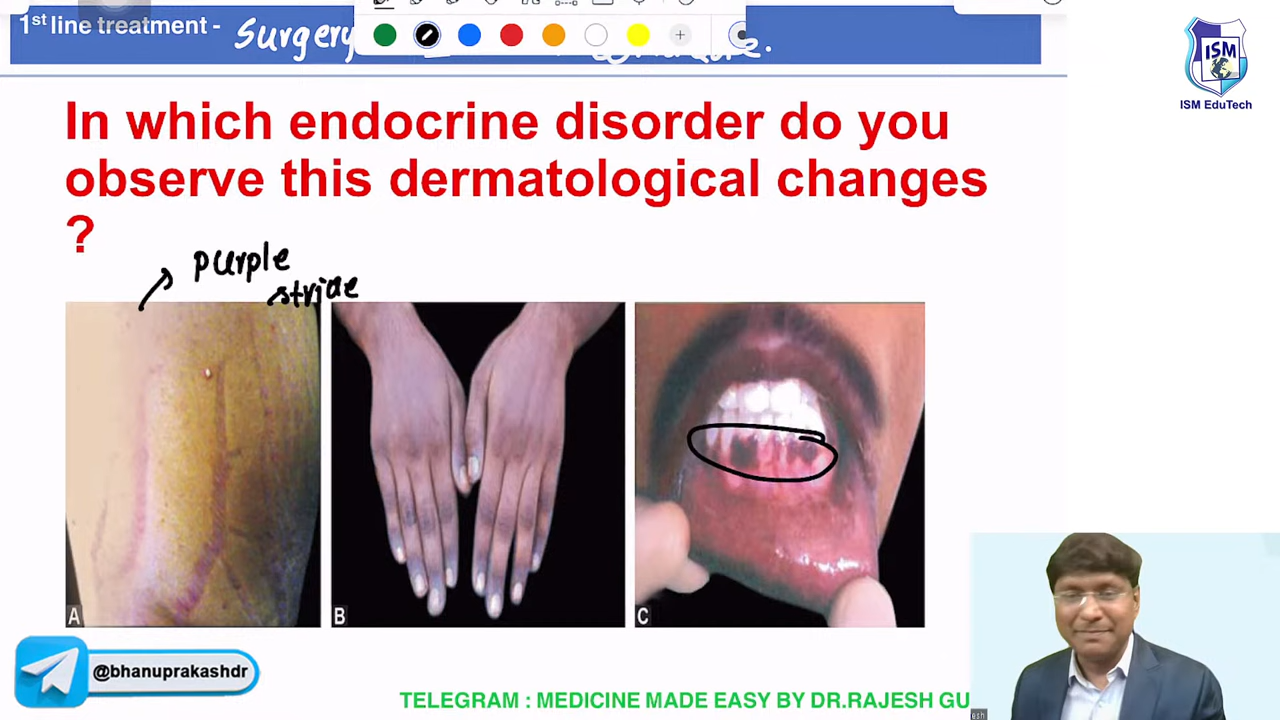 1st line treatment - Surgery
ISM
ISM EduTech
In which endocrine disorder do you
observe this dermatological changes
?
purple
striae
A
B
C
@bhanuprakashdr
TELEGRAM : MEDICINE MADE EASY BY DR.RAJESH GU
esh